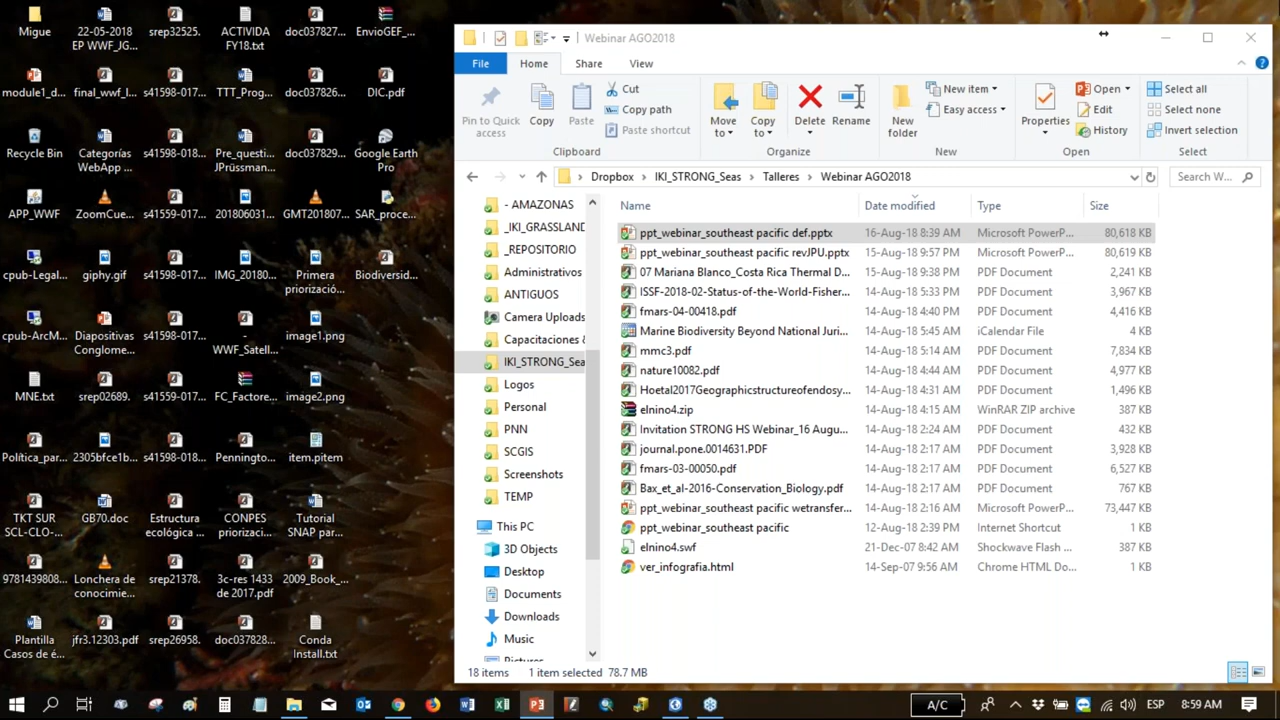 Migue
22-05-2018 EP WWF_JG...
srep32525.
ACTIVIDA FY18.txt
doc037827...
EnvioGEF_...
module1_d...
final_wwf_l...
s41598-017...
TTT_Prog...
doc037826...
DIC.pdf
Recycle Bin
Categorías WebApp ...
s41598-018...
Pre_questi... JPrüssman...
doc037829...
Google Earth Pro
APP_WWF
ZoomCue...
s41559-017...
201806031...
GMT201807...
SAR_proce...
cpub-Legal...
giphy.gif
s41598-017...
IMG_20180...
Primera priorizació...
Biodiversid...
cpub-ArcM...
Diapositivas Conglome...
s41598-017...
- WWF_Satell...
image1.png
MNE.txt
srep02689.
s41559-017...
FC_Factore...
image2.png
Política_par...
2305bfce1b...
s41598-018...
Pennington...
item.pitem
TKT SUR SCL-CLO-...
GB70.doc
Estructura ecológica ...
CONPES priorizació...
Tutorial SNAP par...
9781439808...
Lonchera de conocimie...
srep21378.
3c-res 1433 de 2017.pdf
2009_Book_...
Plantilla Casos de é...
jfr3.12303.pdf
srep26958.
doc037828...
Conda Install.txt
Webinar AGO2018
File Home Share View
Pin to Quick access
Copy
Paste
Cut
Copy path
Paste shortcut
Clipboard
Move to
Copy to
Delete
Rename
Organize
New folder
New item
Easy access
New
Properties
Open
Edit
History
Open
Select all
Select none
Invert selection
Select
Dropbox IKI_STRONG_Seas Talleres Webinar AGO2018
Search W...
- AMAZONAS
_IKI_GRASSLAND
_REPOSITORIO
Administrativos
ANTIGUOS
Camera Uploads
Capacitaciones &
IKI_STRONG_Sea
Logos
Personal
PNN
SCGIS
Screenshots
TEMP
This PC
3D Objects
Desktop
Documents
Downloads
Music
Pictures
Name Date modified Type Size
ppt_webinar_southeast pacific def.pptx 16-Aug-18 8:39 AM Microsoft PowerP... 80,618 KB
ppt_webinar_southeast pacific revJPU.pptx 15-Aug-18 9:57 PM Microsoft PowerP... 80,619 KB
07 Mariana Blanco_Costa Rica Thermal D... 15-Aug-18 9:38 PM PDF Document 2,241 KB
ISSF-2018-02-Status-of-the-World-Fisher... 14-Aug-18 5:33 PM PDF Document 3,967 KB
fmars-04-00418.pdf 14-Aug-18 4:40 PM PDF Document 4,416 KB
Marine Biodiversity Beyond National Juri... 14-Aug-18 5:45 AM iCalendar File 4 KB
mmc3.pdf 14-Aug-18 5:14 AM PDF Document 7,834 KB
nature10082.pdf 14-Aug-18 4:44 AM PDF Document 4,977 KB
Hoetal2017Geographicstructureofendosy... 14-Aug-18 4:31 AM PDF Document 1,496 KB
elnino4.zip 14-Aug-18 4:15 AM WinRAR ZIP archive 387 KB
Invitation STRONG HS Webinar_16 Augu... 14-Aug-18 2:24 AM PDF Document 432 KB
journal.pone.0014631.PDF 14-Aug-18 2:17 AM PDF Document 3,928 KB
fmars-03-00050.pdf 14-Aug-18 2:17 AM PDF Document 6,527 KB
Bax_et_al-2016-Conservation_Biology.pdf 14-Aug-18 2:17 AM PDF Document 767 KB
ppt_webinar_southeast pacific wetransfer... 14-Aug-18 2:16 AM Microsoft PowerP... 73,447 KB
ppt_webinar_southeast pacific 12-Aug-18 2:39 PM Internet Shortcut 1 KB
elnino4.swf 21-Dec-07 8:42 AM Shockwave Flash ... 387 KB
ver_infografia.html 14-Sep-07 9:56 AM Chrome HTML Do... 1 KB
18 items 1 item selected 78.7 MB
A/C ESP 8:59 AM